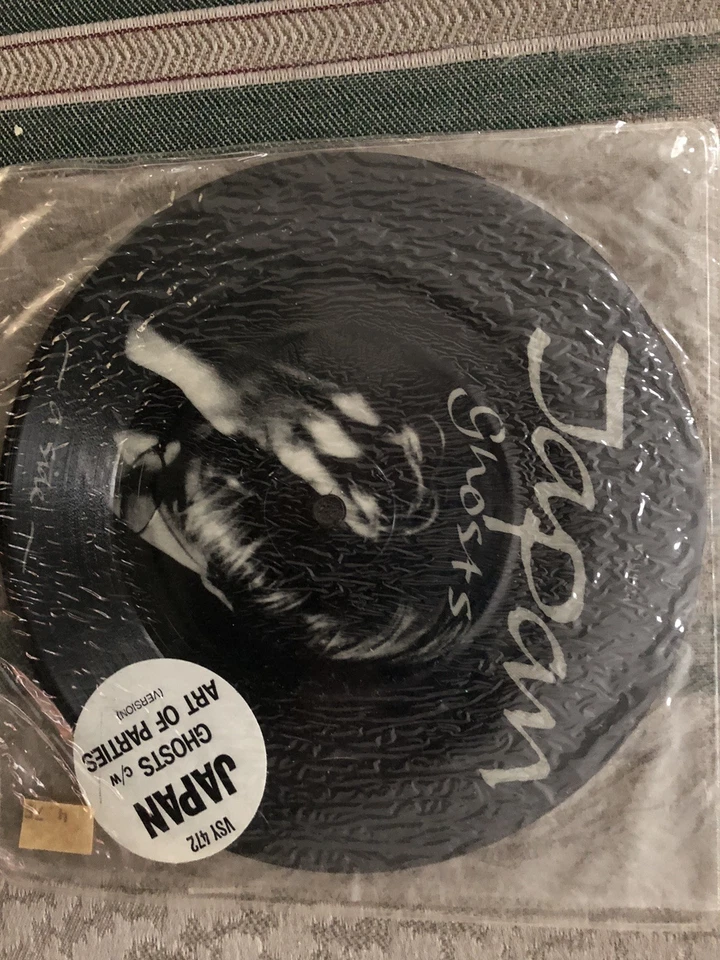 Japan
ghosts
VSY 472
JAPAN
GHOSTS c/w
ART OF PARTIES
(VERSION)